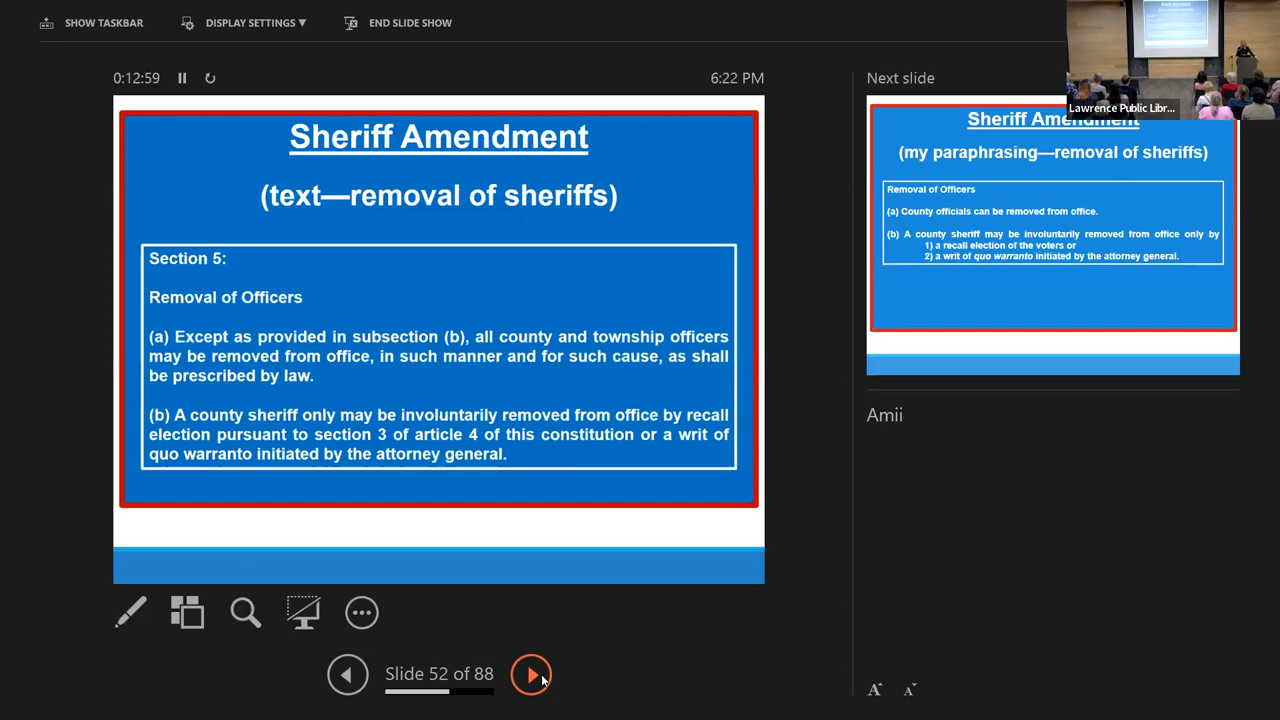 SHOW TASKBAR
DISPLAY SETTINGS ▼
END SLIDE SHOW
0:12:59
6:22 PM
Sheriff Amendment
(text—removal of sheriffs)
Section 5:
Removal of Officers
(a) Except as provided in subsection (b), all county and township officers
may be removed from office, in such manner and for such cause, as shall
be prescribed by law.
(b) A county sheriff only may be involuntarily removed from office by recall
election pursuant to section 3 of article 4 of this constitution or a writ of
quo warranto initiated by the attorney general.
Slide 52 of 88
Next slide
Lawrence Public Libr...
Sheriff Amendment
(my paraphrasing—removal of sheriffs)
Removal of Officers
(a) County officials can be removed from office.
(b) A county sheriff may be involuntarily removed from office only by
1) a recall election of the voters or
2) a writ of quo warranto initiated by the attorney general.
Amii
A A